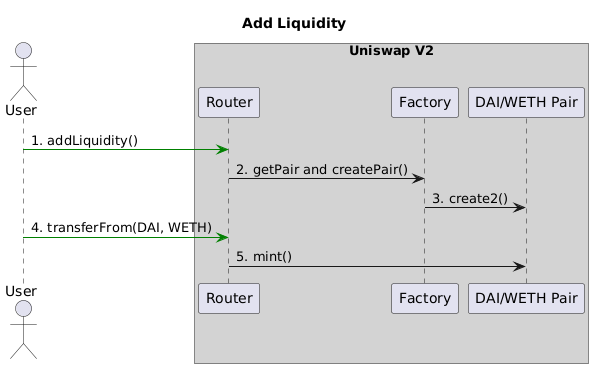 Add Liquidity
Uniswap V2
User
Router
Factory
DAI/WETH Pair
1. addLiquidity()
2. getPair and createPair()
3. create2()
4. transferFrom(DAI, WETH)
5. mint()
User
Router
Factory
DAI/WETH Pair